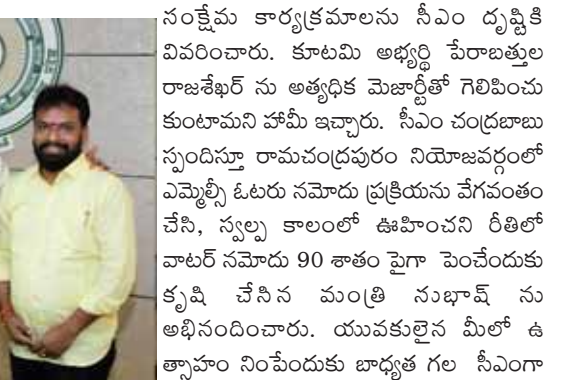 సంక్షేమ కార్యక్రమాలను సీఎం దృష్టికి
వివరించారు. కూటమి అభ్యర్థి పేరాబత్తుల
రాజశేఖర్ ను అత్యధిక మెజార్టీతో గెలిపించు
కుంటామని హామీ ఇచ్చారు. సీఎం చంద్రబాబు
స్పందిస్తూ రామచంద్రపురం నియోజవర్గంలో
ఎమ్మెల్సీ ఓటరు నమోదు ప్రక్రియను వేగవంతం
చేసి, స్వల్ప కాలంలో ఊహించని రీతిలో
వాటర్ నమోదు 90 శాతం పైగా పెంచేందుకు
కృషి చేసిన మంత్రి సుభాష్ ను
అభినందించారు. యువకులైన మీలో ఉ
త్సాహం నింపేందుకు బాధ్యత గల సీఎంగా